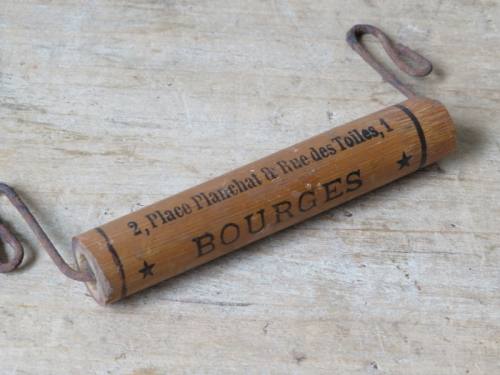 2, Place Planchat & Rue des Toiles, 1
★ BOURGES ★